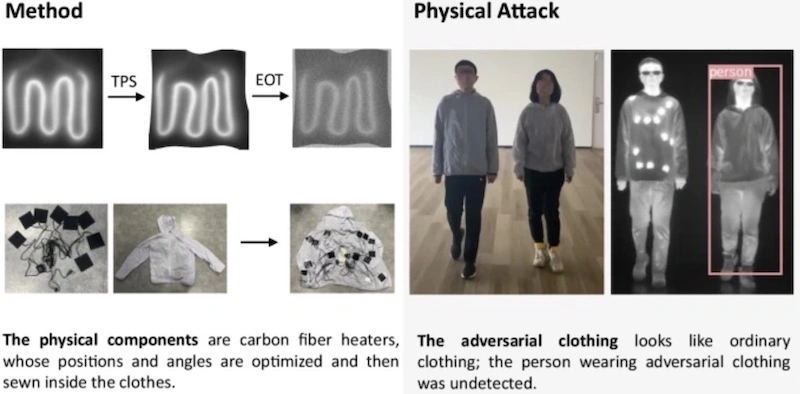 Method
TPS
EOT
The physical components are carbon fiber heaters,
whose positions and angles are optimized and then
sewn inside the clothes.
Physical Attack
person
The adversarial clothing looks like ordinary
clothing; the person wearing adversarial clothing
was undetected.